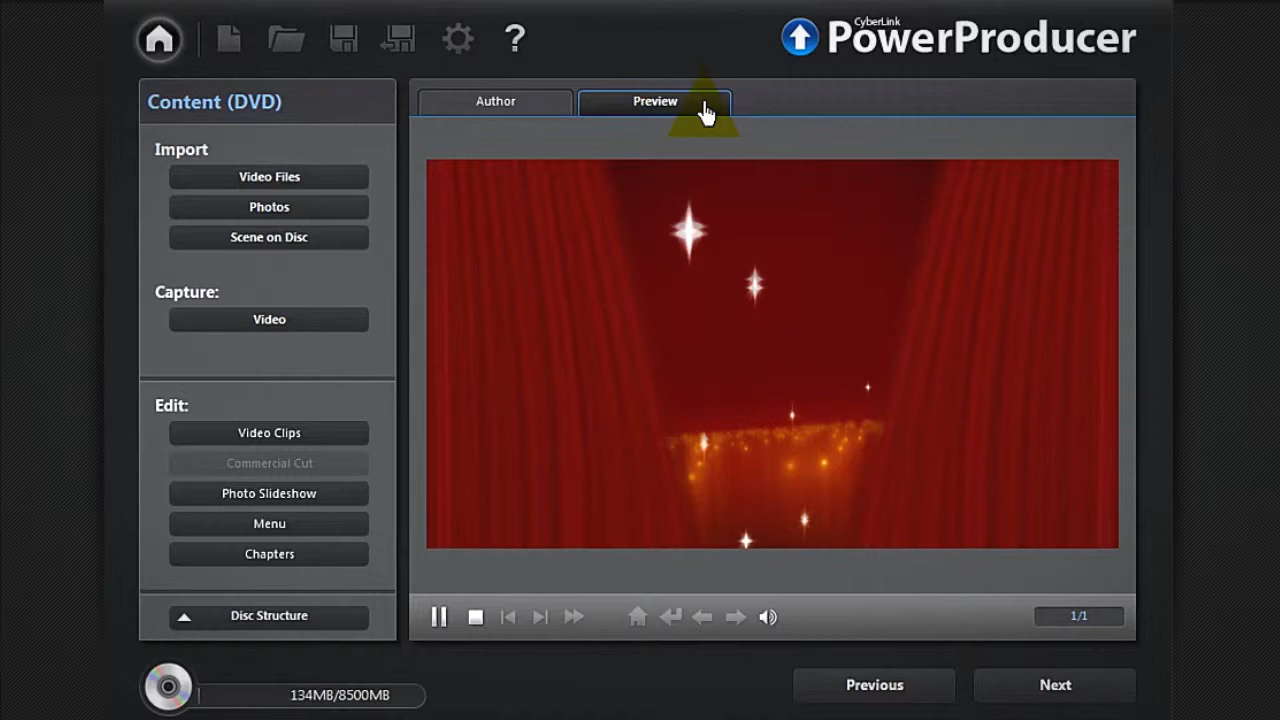 ?
CyberLink
PowerProducer
Content (DVD)
Author
Preview
Import
Video Files
Photos
Scene on Disc
Capture:
Video
Edit:
Video Clips
Commercial Cut
Photo Slideshow
Menu
Chapters
Disc Structure
1/1
134MB/8500MB
Previous
Next